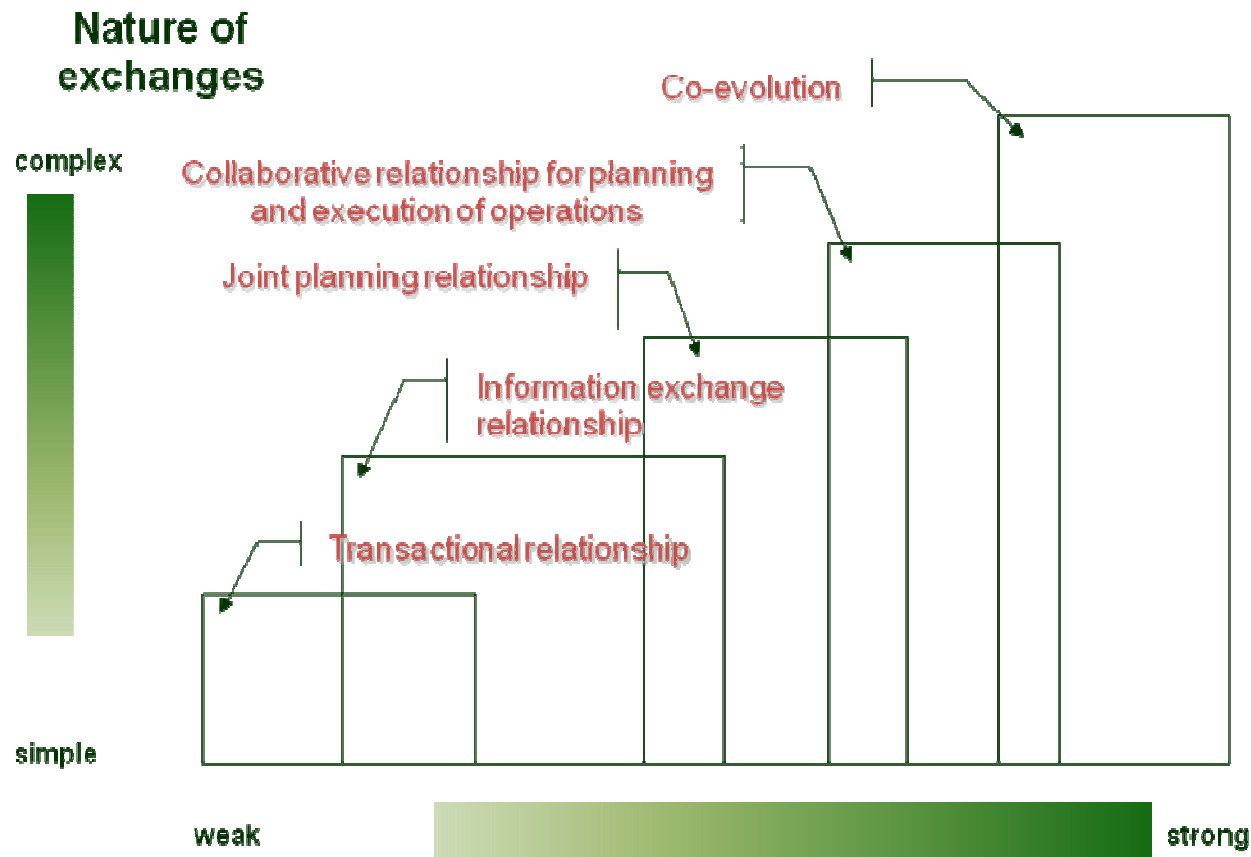 Nature of
exchanges
Co-evolution
complex
Collaborative relationship for planning
and execution of operations
Joint planning relationship
Information exchange
relationship
Transactional relationship
simple
weak
strong